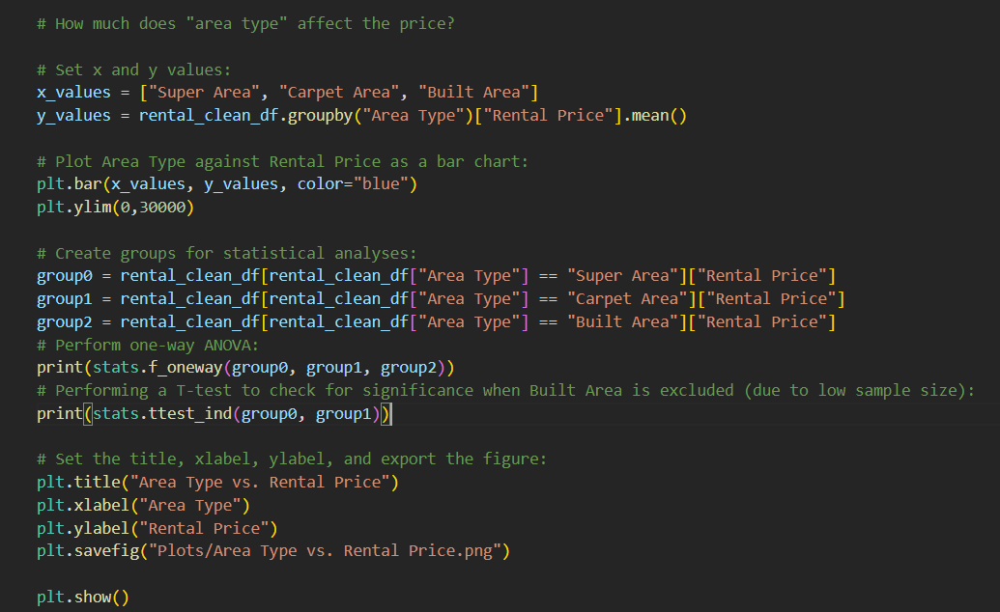 # How much does "area type" affect the price?
# Set x and y values:
x_values = ["Super Area", "Carpet Area", "Built Area"]
y_values = rental_clean_df.groupby("Area Type")["Rental Price"].mean()
# Plot Area Type against Rental Price as a bar chart:
plt.bar(x_values, y_values, color="blue")
plt.ylim(0,30000)
# Create groups for statistical analyses:
group0 = rental_clean_df[rental_clean_df["Area Type"] == "Super Area"]["Rental Price"]
group1 = rental_clean_df[rental_clean_df["Area Type"] == "Carpet Area"]["Rental Price"]
group2 = rental_clean_df[rental_clean_df["Area Type"] == "Built Area"]["Rental Price"]
# Perform one-way ANOVA:
print(stats.f_oneway(group0, group1, group2))
# Performing a T-test to check for significance when Built Area is excluded (due to low sample size):
print(stats.ttest_ind(group0, group1))
# Set the title, xlabel, ylabel, and export the figure:
plt.title("Area Type vs. Rental Price")
plt.xlabel("Area Type")
plt.ylabel("Rental Price")
plt.savefig("Plots/Area Type vs. Rental Price.png")
plt.show()